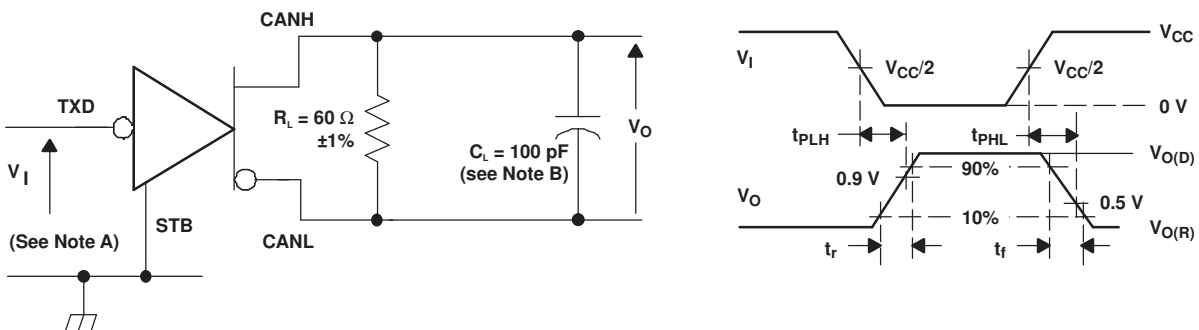 CANH
TXD
R_L = 60 Ω
±1%
V_O
C_L = 100 pF
(see Note B)
V_I
(See Note A)
STB
CANL
V_CC
V_I
V_CC/2
V_CC/2
0 V
t_PLH
t_PHL
V_O(D)
90%
0.9 V
V_O
0.5 V
10%
V_O(R)
t_r
t_f